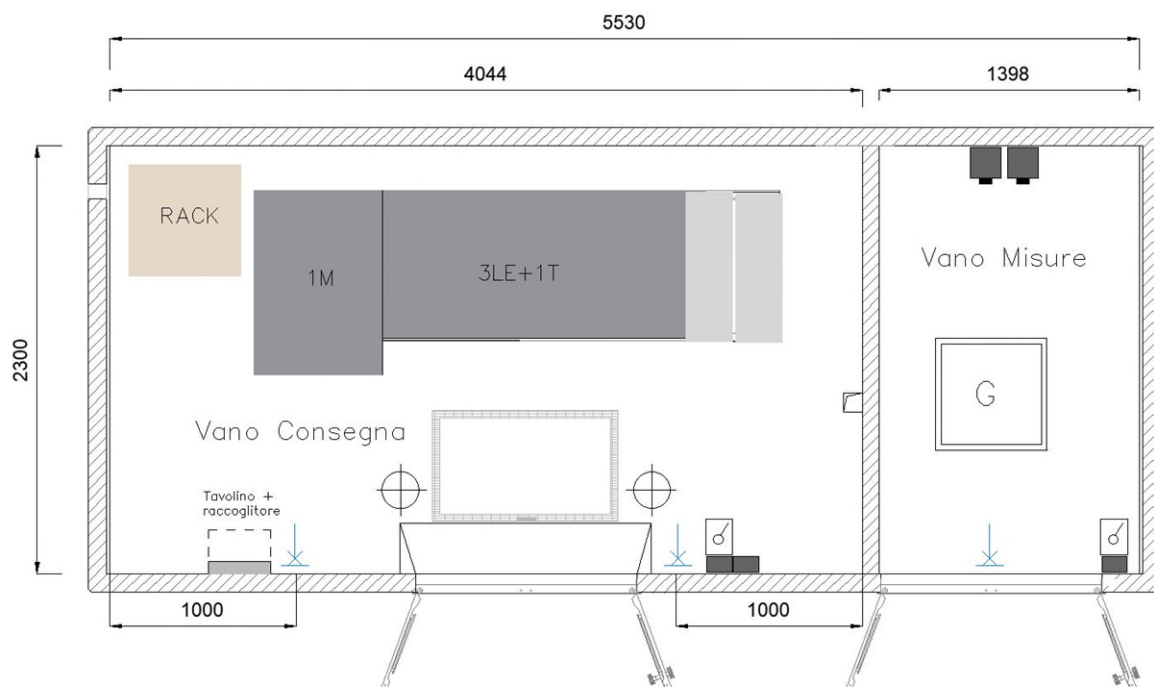 5530
4044
1398
2300
RACK
1M
3LE+1T
Vano Misure
G
Vano Consegna
Tavolino +
raccoglitore
1000
1000